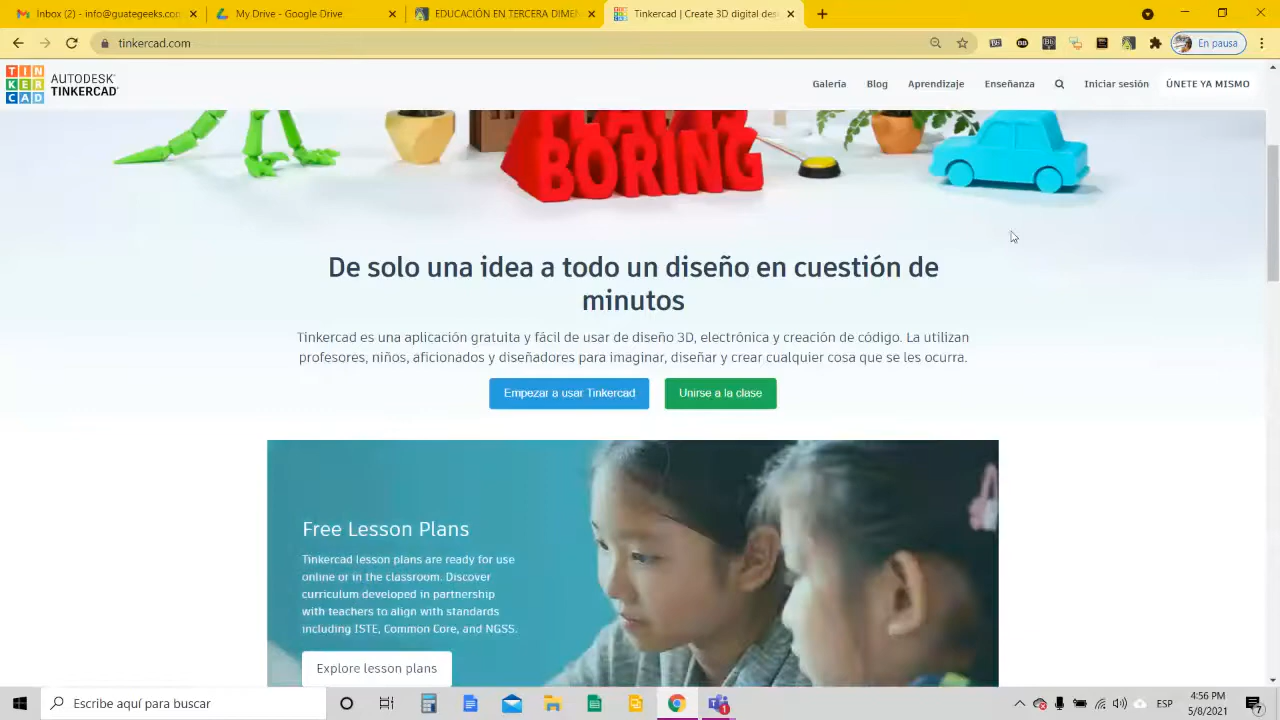 Inbox (2) - info@guategeeks.co
My Drive - Google Drive
EDUCACIÓN EN TERCERA DIMEN
Tinkercad | Create 3D digital des
tinkercad.com
En pausa
TIN
KER
CAD
AUTODESK
TINKERCAD
Galería
Blog
Aprendizaje
Enseñanza
Iniciar sesión
ÚNETE YA MISMO
BORING
De solo una idea a todo un diseño en cuestión de
minutos
Tinkercad es una aplicación gratuita y fácil de usar de diseño 3D, electrónica y creación de código. La utilizan
profesores, niños, aficionados y diseñadores para imaginar, diseñar y crear cualquier cosa que se les ocurra.
Empezar a usar Tinkercad
Unirse a la clase
Free Lesson Plans
Tinkercad lesson plans are ready for use
online or in the classroom. Discover
curriculum developed in partnership
with teachers to align with standards
including ISTE, Common Core, and NGSS.
Explore lesson plans
Escribe aquí para buscar
ESP
4:56 PM
5/8/2021